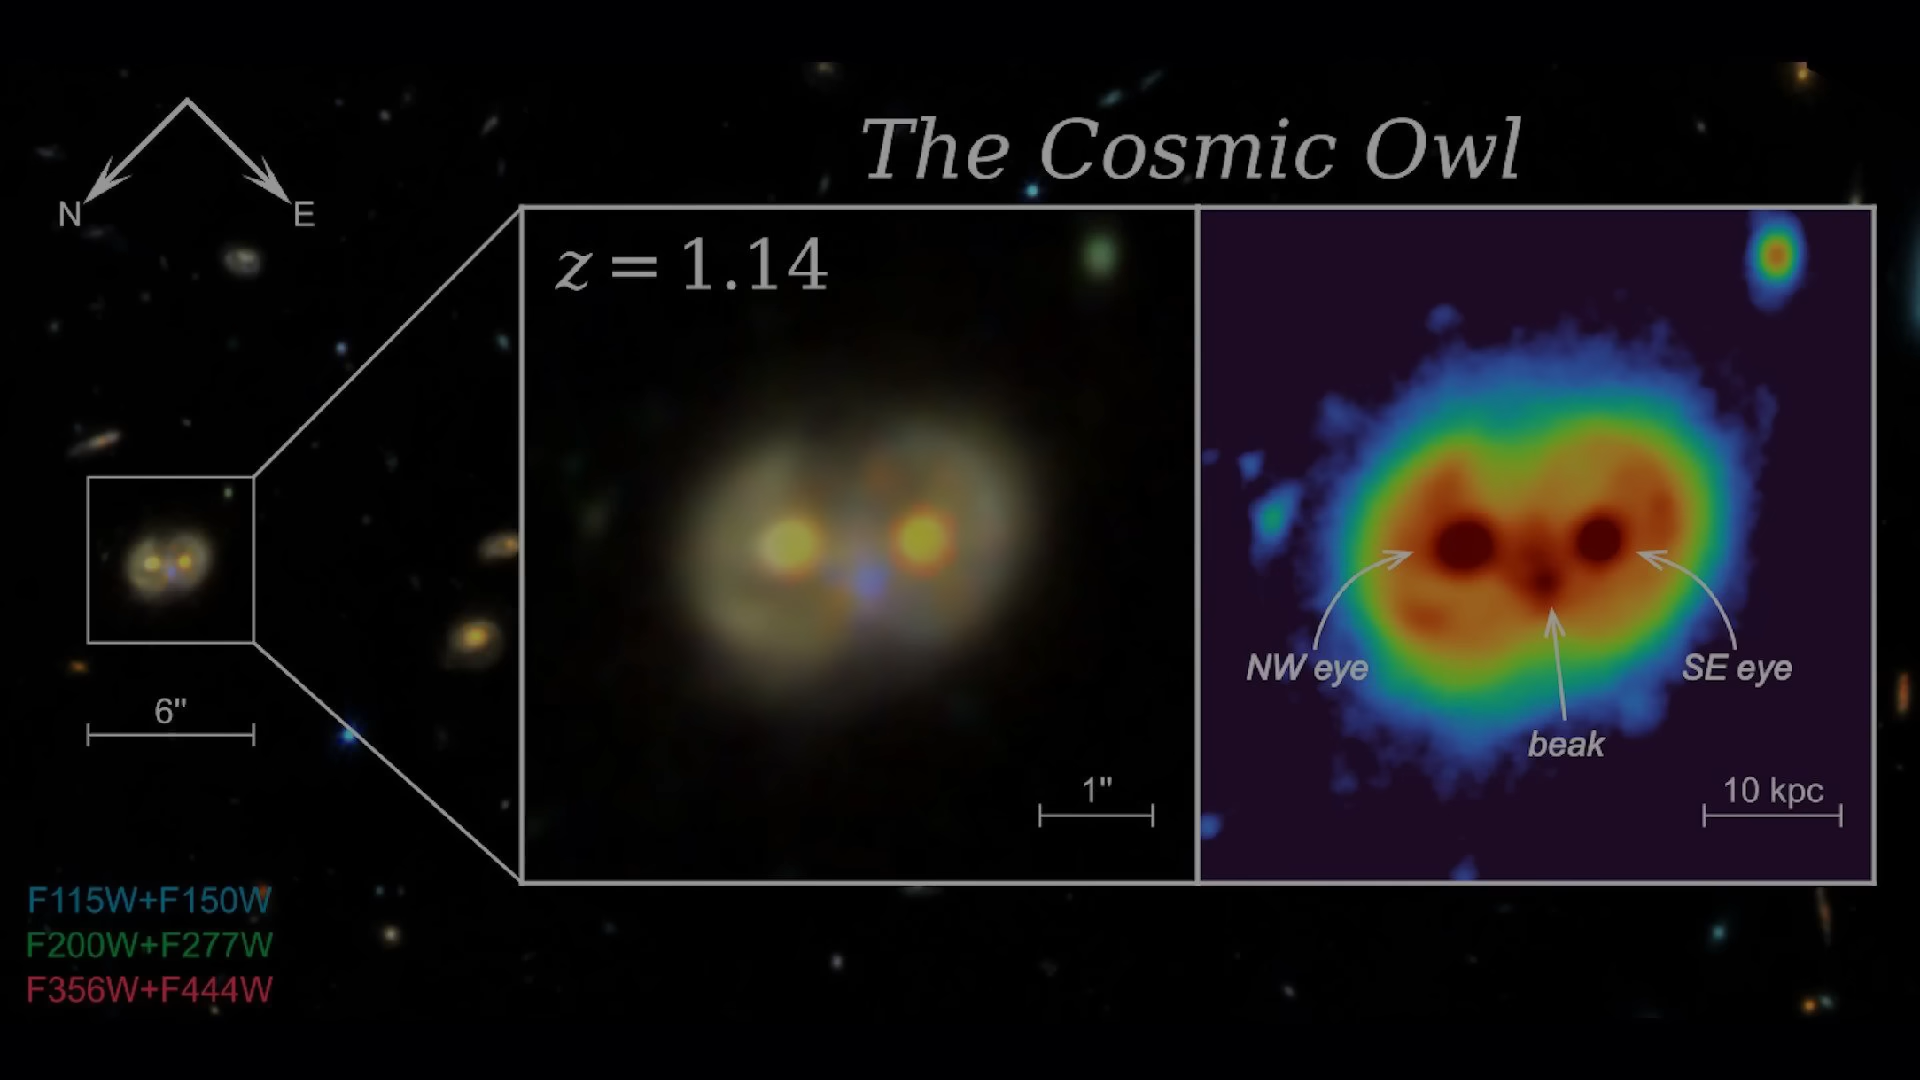 The Cosmic Owl
N
E
z = 1.14
NW eye
SE eye
beak
6"
1"
10 kpc
F115W+F150W
F200W+F277W
F356W+F444W